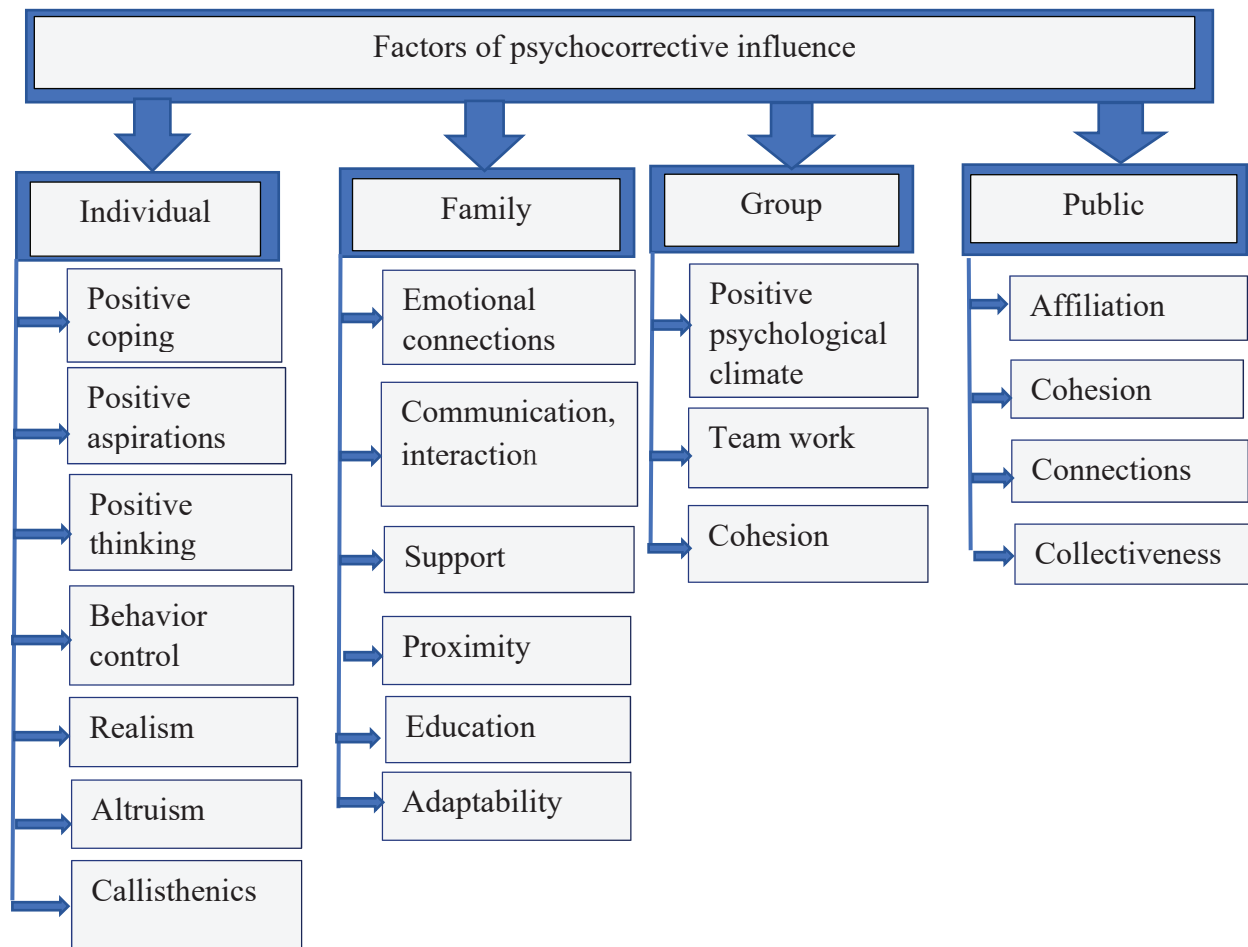 Factors of psychocorrective influence
Individual
Positive
coping
Positive
aspirations
Positive
thinking
Behavior
control
Realism
Altruism
Callisthenics
Family
Emotional
connections
Communication,
interaction
Support
Proximity
Education
Adaptability
Group
Positive
psychological
climate
Team work
Cohesion
Public
Affiliation
Cohesion
Connections
Collectiveness